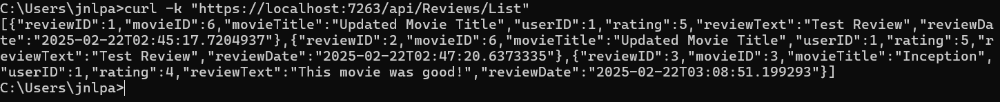 C:\Users\jnlpa>curl -k "https://localhost:7263/api/Reviews/List"
[{"reviewID":1,"movieID":6,"movieTitle":"Updated Movie Title","userID":1,"rating":5,"reviewText":"Test Review","reviewDa
te":"2025-02-22T02:45:17.7204937"},{"reviewID":2,"movieID":6,"movieTitle":"Updated Movie Title","userID":1,"rating":5,"r
eviewText":"Test Review","reviewDate":"2025-02-22T02:47:20.6373335"},{"reviewID":3,"movieID":3,"movieTitle":"Inception",
"userID":1,"rating":4,"reviewText":"This movie was good!","reviewDate":"2025-02-22T03:08:51.199293"}]
C:\Users\jnlpa>